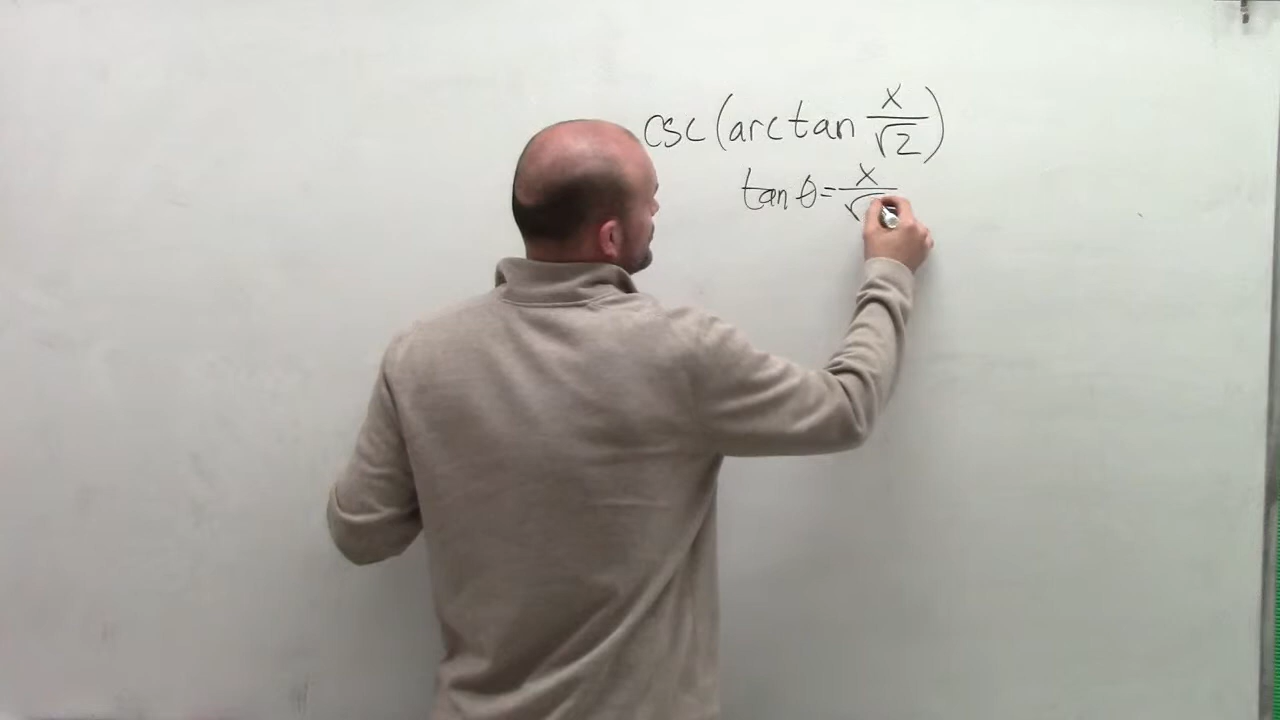 csc(arctan x/√2)
tan θ = x/√